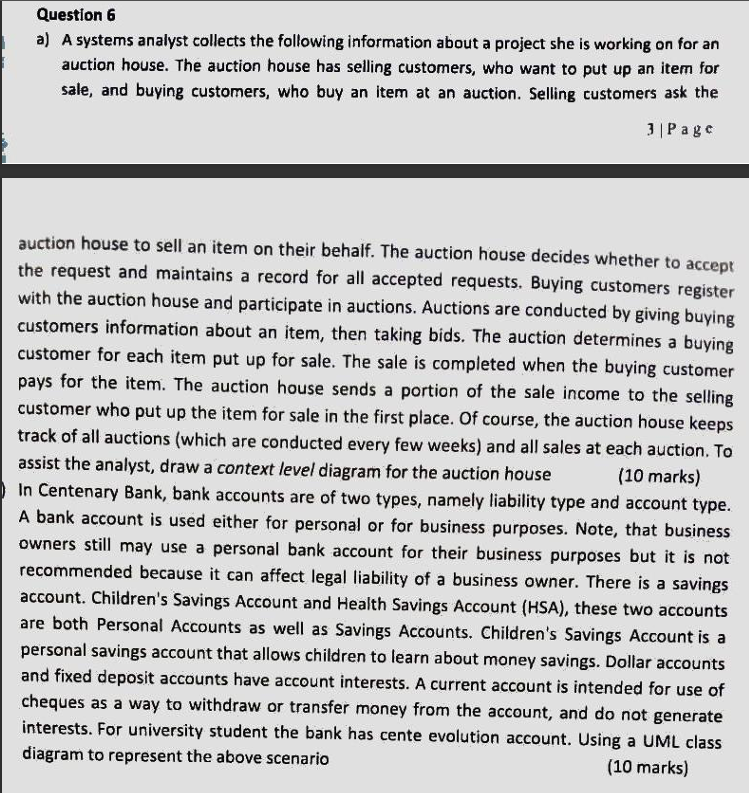 Question 6
a) A systems analyst collects the following information about a project she is working on for an
auction house. The auction house has selling customers, who want to put up an item for
sale, and buying customers, who buy an item at an auction. Selling customers ask the
3 | P a g e
auction house to sell an item on their behalf. The auction house decides whether to accept
the request and maintains a record for all accepted requests. Buying customers register
with the auction house and participate in auctions. Auctions are conducted by giving buying
customers information about an item, then taking bids. The auction determines a buying
customer for each item put up for sale. The sale is completed when the buying customer
pays for the item. The auction house sends a portion of the sale income to the selling
customer who put up the item for sale in the first place. Of course, the auction house keeps
track of all auctions (which are conducted every few weeks) and all sales at each auction. To
assist the analyst, draw a context level diagram for the auction house (10 marks)
) In Centenary Bank, bank accounts are of two types, namely liability type and account type.
A bank account is used either for personal or for business purposes. Note, that business
owners still may use a personal bank account for their business purposes but it is not
recommended because it can affect legal liability of a business owner. There is a savings
account. Children's Savings Account and Health Savings Account (HSA), these two accounts
are both Personal Accounts as well as Savings Accounts. Children's Savings Account is a
personal savings account that allows children to learn about money savings. Dollar accounts
and fixed deposit accounts have account interests. A current account is intended for use of
cheques as a way to withdraw or transfer money from the account, and do not generate
interests. For university student the bank has cente evolution account. Using a UML class
diagram to represent the above scenario (10 marks)